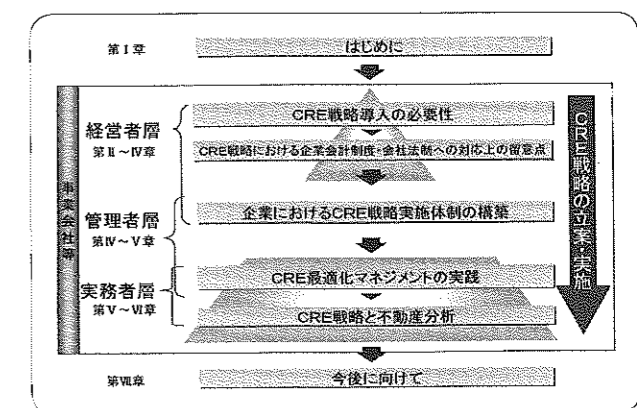 第Ⅰ章
はじめに
事業会社等
経営者層
第Ⅱ～Ⅳ章
CRE戦略導入の必要性
CRE戦略における企業会計制度・会社法制への対応上の留意点
管理者層
第Ⅳ～Ⅴ章
企業におけるCRE戦略実施体制の構築
実務者層
第Ⅴ～Ⅵ章
CRE最適化マネジメントの実践
CRE戦略と不動産分析
CRE戦略の立案・実施
第Ⅶ章
今後に向けて